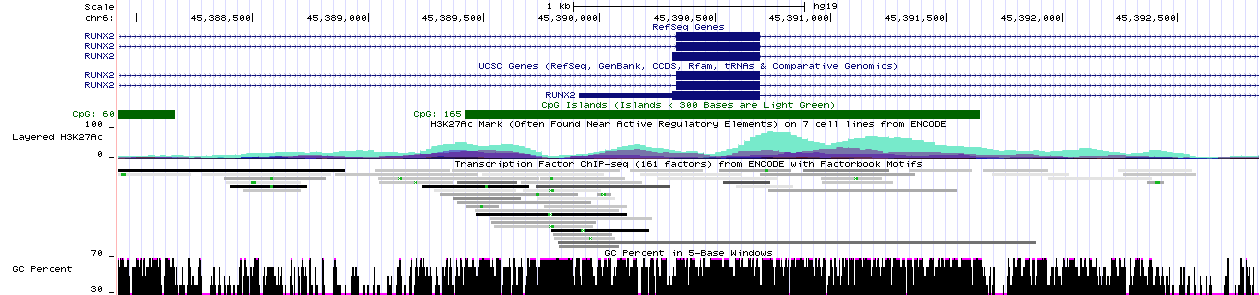 Scale 1 kb hg19
chr6: 45,388,500 45,389,000 45,389,500 45,390,000 45,390,500 45,391,000 45,391,500 45,392,000 45,392,500
RefSeq Genes
RUNX2
RUNX2
RUNX2
UCSC Genes (RefSeq, GenBank, CCDS, Rfam, tRNAs & Comparative Genomics)
RUNX2
RUNX2
RUNX2
CpG Islands (Islands < 300 Bases are Light Green)
CpG: 60 CpG: 165
H3K27Ac Mark (Often Found Near Active Regulatory Elements) on 7 cell lines from ENCODE
100
Layered H3K27Ac
0
Transcription Factor ChIP-seq (161 factors) from ENCODE with Factorbook Motifs
GC Percent in 5-Base Windows
70
GC Percent
30